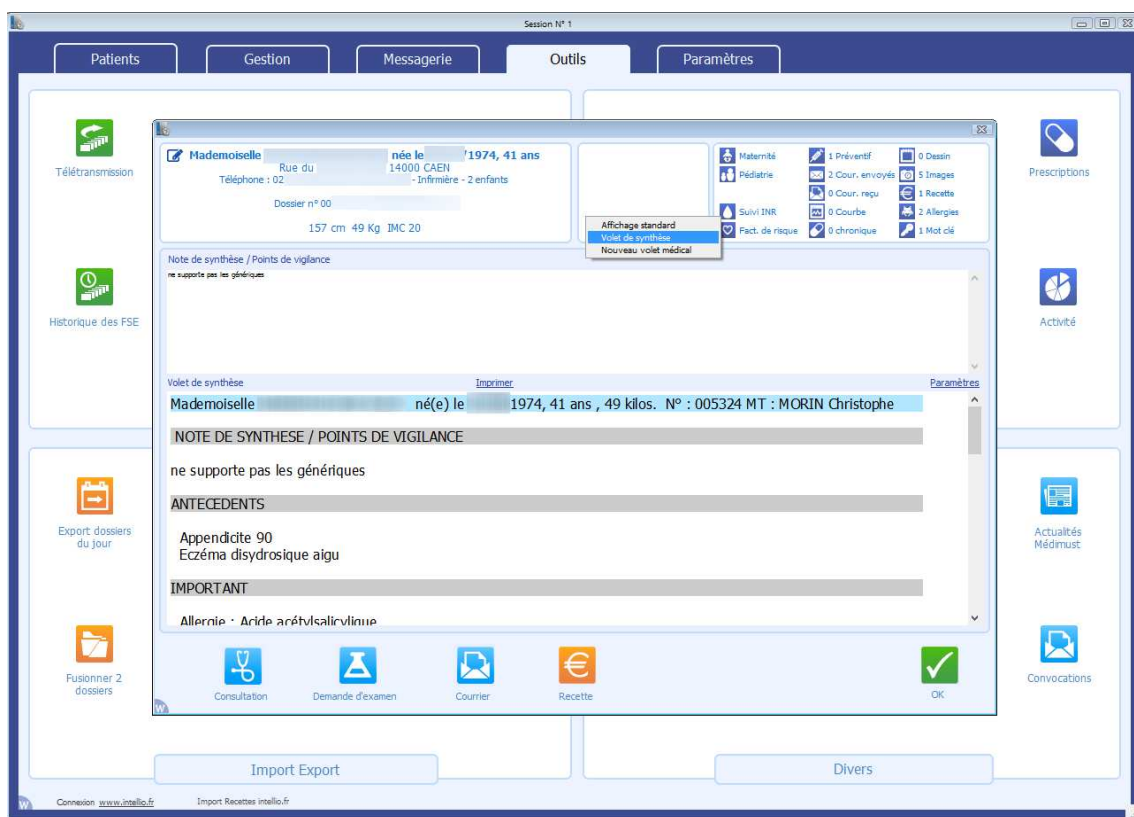 Session N° 1
Patients
Gestion
Messagerie
Outils
Paramètres
Télétransmission
Historique des FSE
Export dossiers
du jour
Fusionner 2
dossiers
Prescriptions
Activité
Actualités
Médimust
Convocations
Mademoiselle née le /1974, 41 ans
Rue du 14000 CAEN
Téléphone : 02 - Infirmière - 2 enfants
Dossier n° 00
157 cm 49 Kg IMC 20
Maternité
Pédiatrie
Suivi INR
Fact. de risque
1 Préventif
2 Cour. envoyés
0 Cour. reçu
0 Courbe
0 chronique
0 Dessin
5 Images
1 Recette
2 Allergies
1 Mot clé
Affichage standard
Volet de synthèse
Nouveau volet médical
Note de synthèse / Points de vigilance
ne supporte pas les génériques
Volet de synthèse Imprimer Paramètres
Mademoiselle né(e) le 1974, 41 ans , 49 kilos. N° : 005324 MT : MORIN Christophe
NOTE DE SYNTHESE / POINTS DE VIGILANCE
ne supporte pas les génériques
ANTECEDENTS
Appendicite 90
Eczéma disydrosique aigu
IMPORTANT
Allergie : Acide acétylsalicylique
Consultation
Demande d'examen
Courrier
Recette
OK
Import Export
Divers
Connexion www.intellio.fr Import Recettes intellio.fr